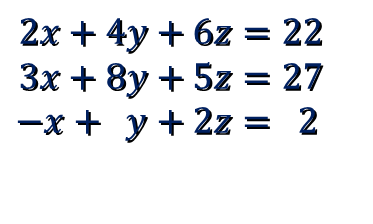 2x + 4y + 6z = 22
3x + 8y + 5z = 27
−x + y + 2z = 2